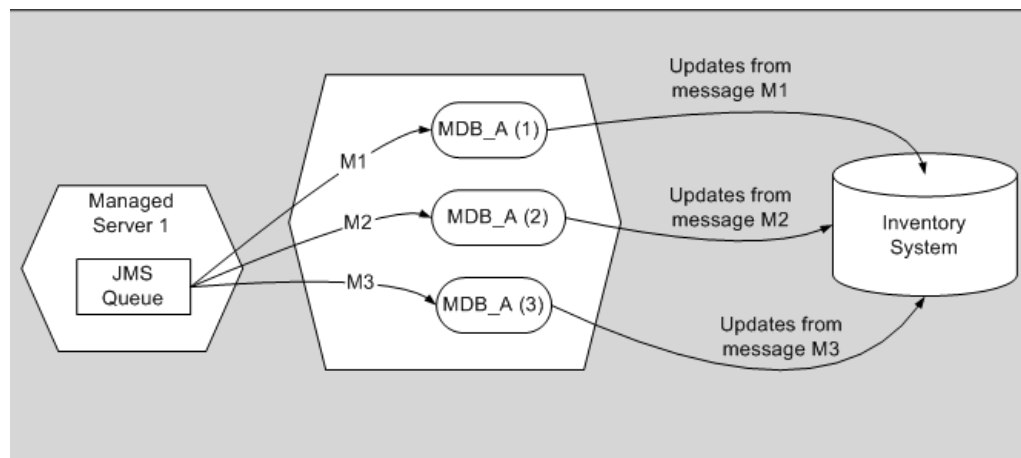 Managed
Server 1
JMS
Queue
M1
M2
M3
MDB_A (1)
MDB_A (2)
MDB_A (3)
Updates from
message M1
Updates from
message M2
Updates from
message M3
Inventory
System